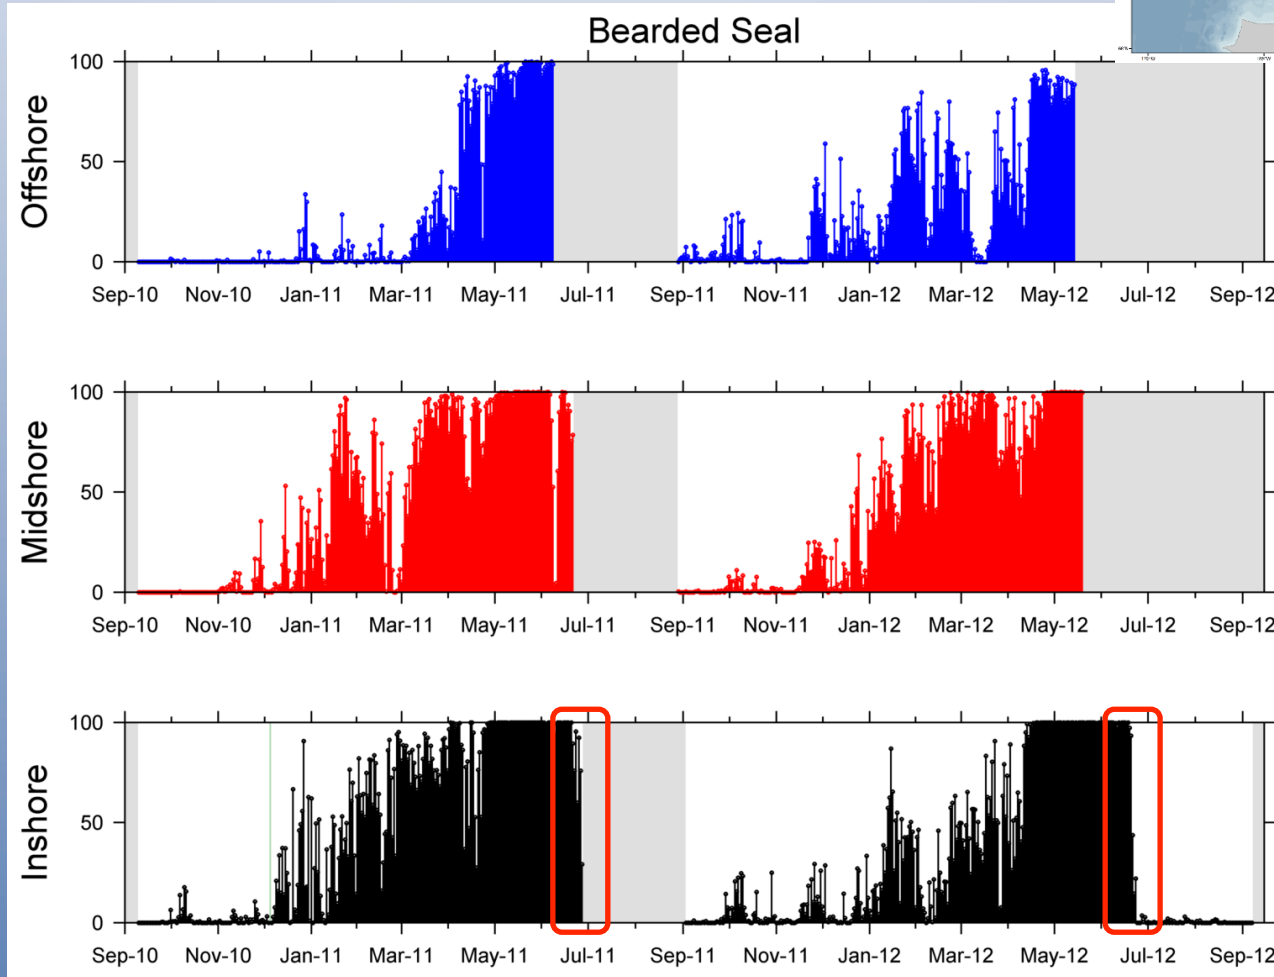 Bearded Seal
Offshore
100
50
0
Sep-10 Nov-10 Jan-11 Mar-11 May-11 Jul-11 Sep-11 Nov-11 Jan-12 Mar-12 May-12 Jul-12 Sep-12
Midshore
100
50
0
Sep-10 Nov-10 Jan-11 Mar-11 May-11 Jul-11 Sep-11 Nov-11 Jan-12 Mar-12 May-12 Jul-12 Sep-12
Inshore
100
50
0
Sep-10 Nov-10 Jan-11 Mar-11 May-11 Jul-11 Sep-11 Nov-11 Jan-12 Mar-12 May-12 Jul-12 Sep-12